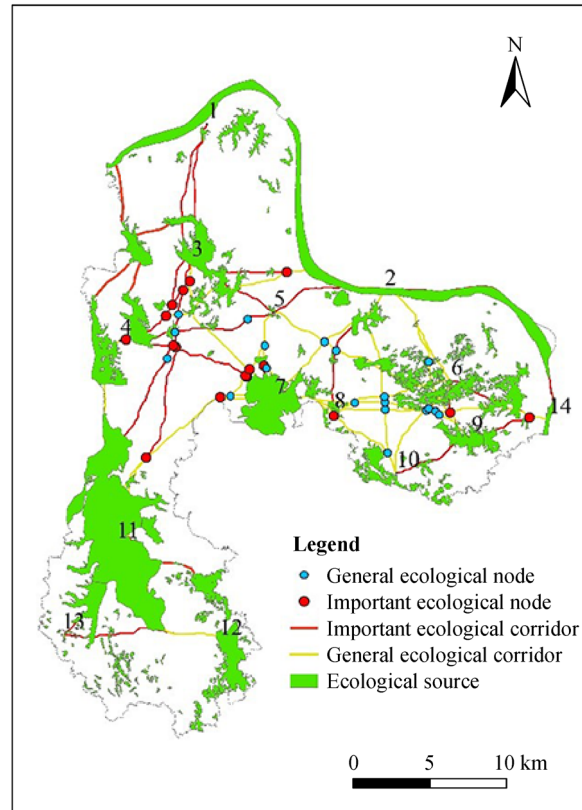 N
1
2
3
5
4
6
7
8
14
9
10
11
Legend
General ecological node
Important ecological node
Important ecological corridor
General ecological corridor
Ecological source
13
12
0 5 10 km